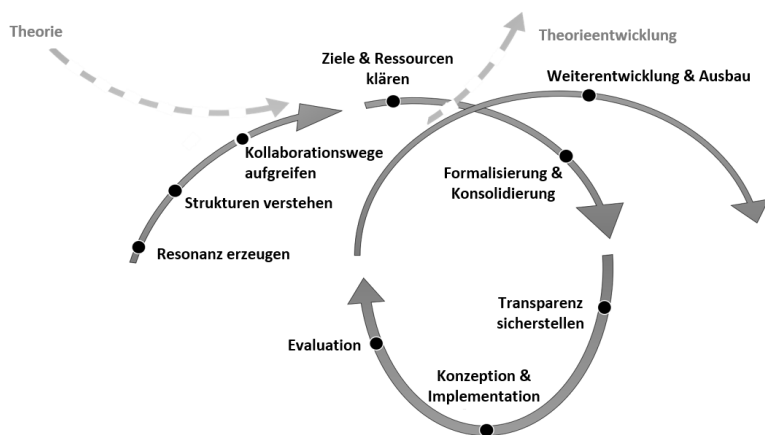 Theorie
Ziele & Ressourcen
klären
Theorieentwicklung
Weiterentwicklung & Ausbau
Kollaborationswege
aufgreifen
Formalisierung &
Konsolidierung
Strukturen verstehen
Resonanz erzeugen
Transparenz
sicherstellen
Evaluation
Konzeption &
Implementation